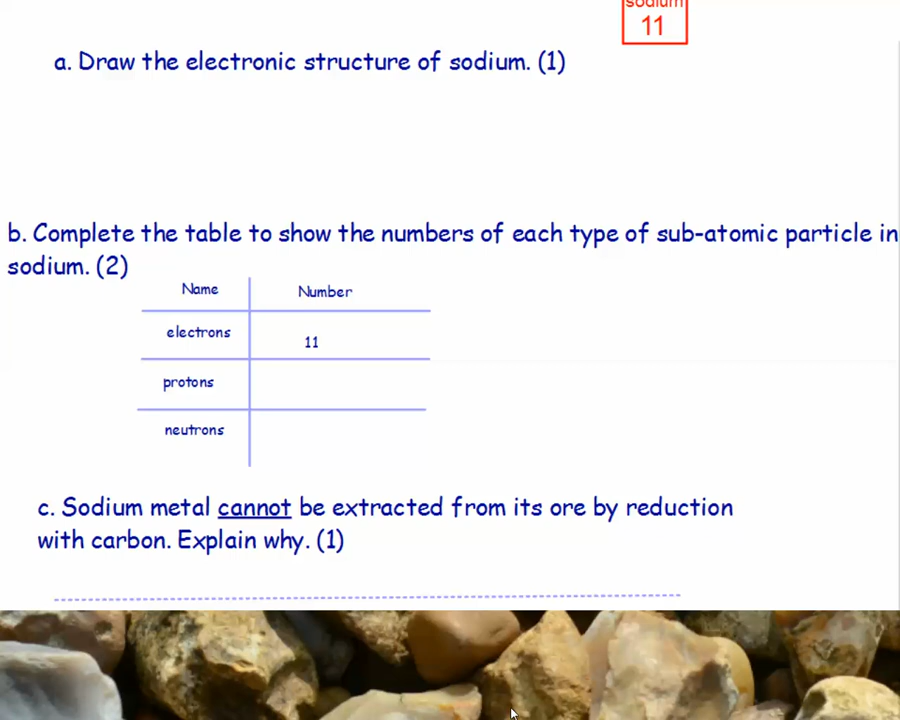 sodium
11
a. Draw the electronic structure of sodium. (1)
b. Complete the table to show the numbers of each type of sub-atomic particle in
sodium. (2)
Name Number
electrons 11
protons
neutrons
c. Sodium metal cannot be extracted from its ore by reduction
with carbon. Explain why. (1)